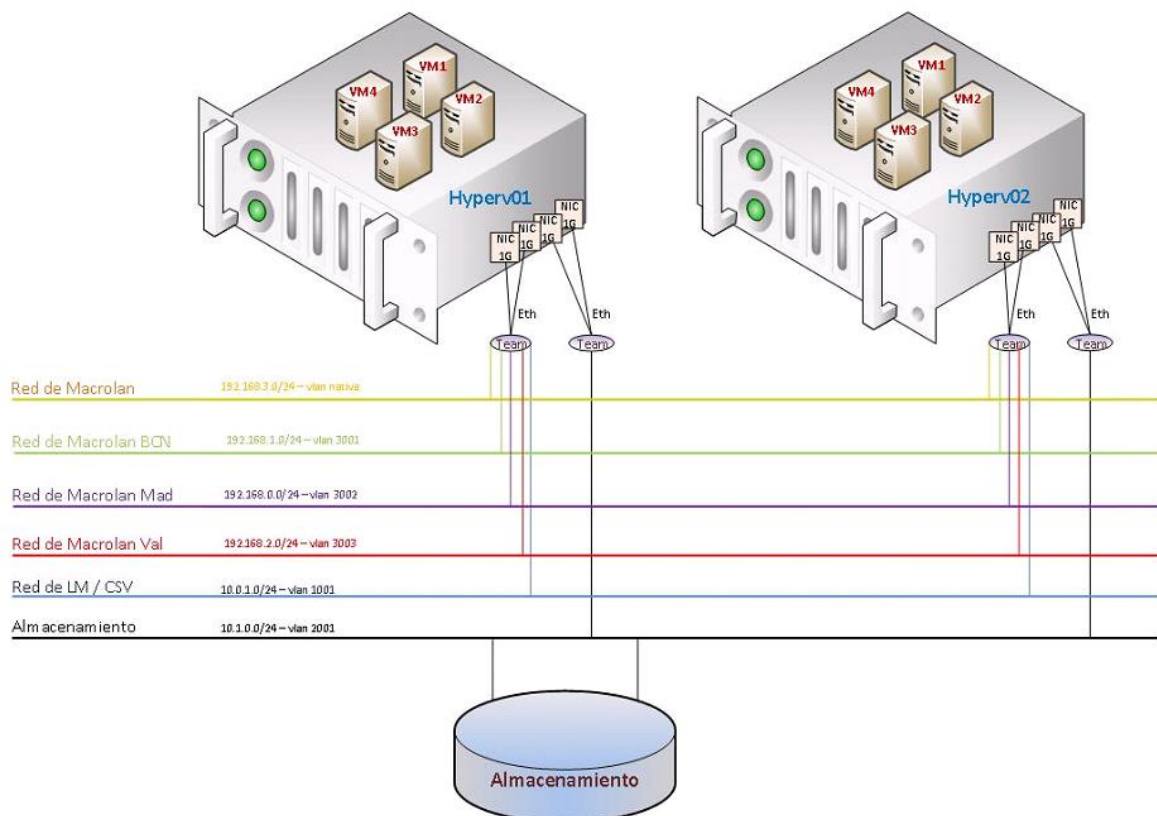 VM1
VM4
VM2
VM3
Hyperv01
NIC
1G
NIC
1G
NIC
1G
NIC
1G
Eth
Team
Team
VM1
VM4
VM2
VM3
Hyperv02
NIC
1G
NIC
1G
NIC
1G
NIC
1G
Eth
Team
Team
Red de Macrolan 192.168.3.0/24 – vlan nativa
Red de Macrolan BCN 192.168.1.0/24 – vlan 3001
Red de Macrolan Mad 192.168.0.0/24 – vlan 3002
Red de Macrolan Val 192.168.2.0/24 – vlan 3003
Red de LM / CSV 10.0.1.0/24 – vlan 1001
Almacenamiento 10.1.0.0/24 – vlan 2001
Almacenamiento